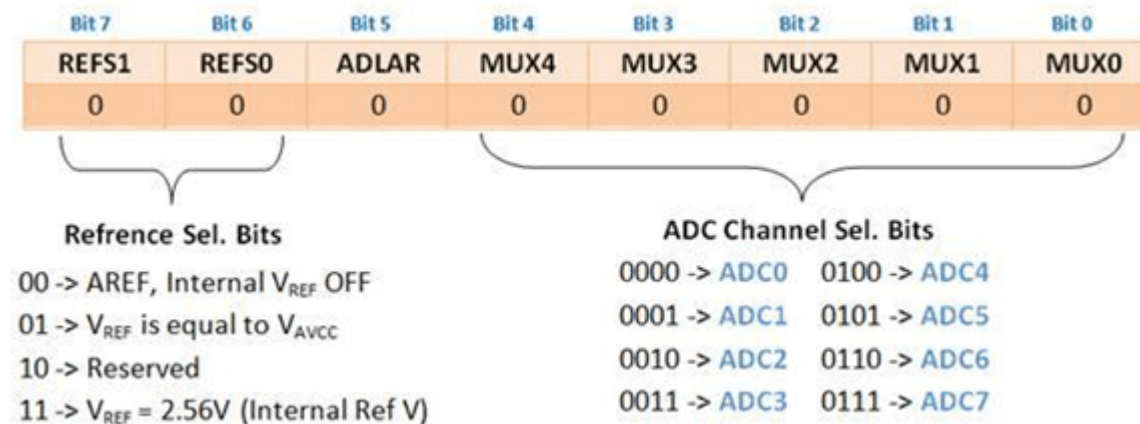 Bit 7 Bit 6 Bit 5 Bit 4 Bit 3 Bit 2 Bit 1 Bit 0
REFS1 REFS0 ADLAR MUX4 MUX3 MUX2 MUX1 MUX0
0 0 0 0 0 0 0 0
Refrence Sel. Bits
00 -> AREF, Internal VREF OFF
01 -> VREF is equal to VAVCC
10 -> Reserved
11 -> VREF = 2.56V (Internal Ref V)
ADC Channel Sel. Bits
0000 -> ADC0 0100 -> ADC4
0001 -> ADC1 0101 -> ADC5
0010 -> ADC2 0110 -> ADC6
0011 -> ADC3 0111 -> ADC7